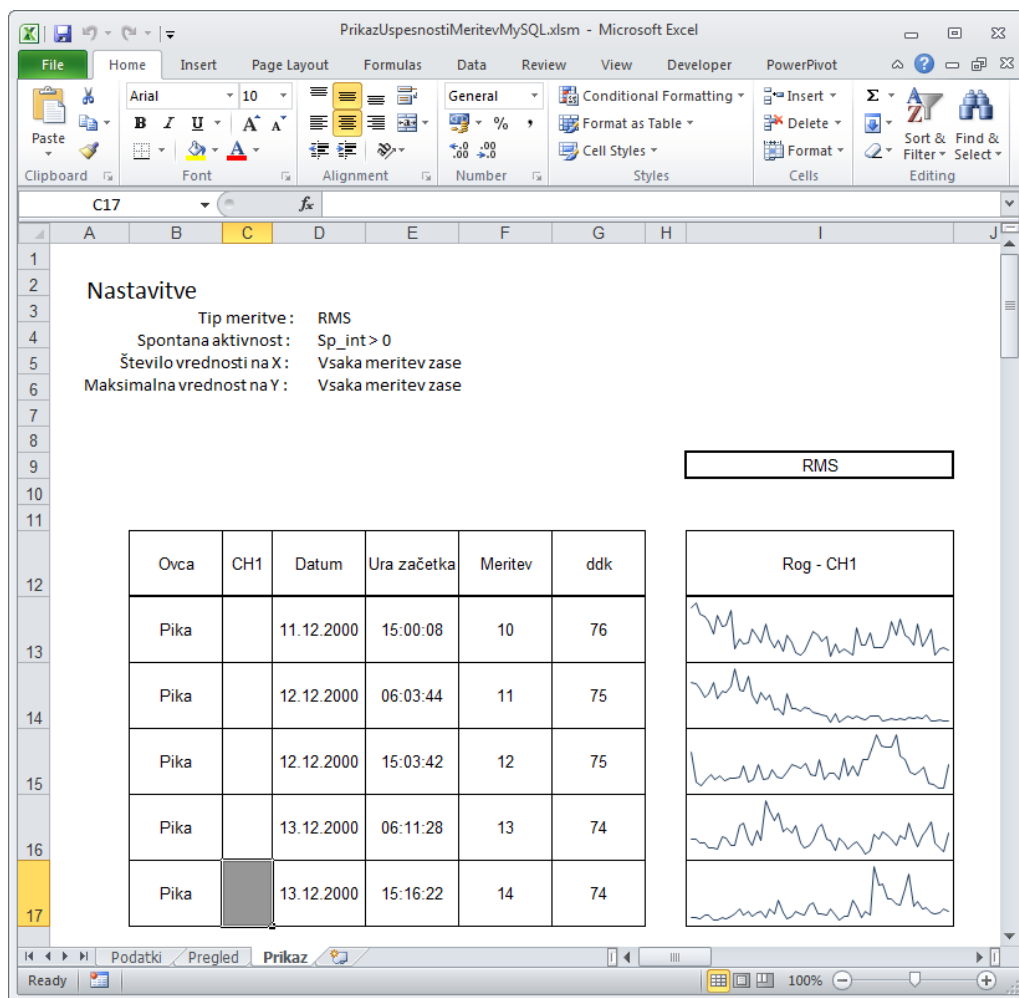 PrikazUspesnostiMeritevMySQL.xlsm - Microsoft Excel
File Home Insert Page Layout Formulas Data Review View Developer PowerPivot
Paste
Arial 10
B I U A A
A
General
% ,
Conditional Formatting
Format as Table
Cell Styles
Insert
Delete
Format
Σ
Sort & Filter
Find & Select
Clipboard Font Alignment Number Styles Cells Editing
C17 fx
A B C D E F G H I J
1
2 Nastavitve
3 Tip meritve: RMS
4 Spontana aktivnost: Sp_int > 0
5 Število vrednosti na X: Vsaka meritev zase
6 Maksimalna vrednost na Y: Vsaka meritev zase
7
8
9 RMS
10
11
12 Ovca CH1 Datum Ura začetka Meritev ddk Rog - CH1
13 Pika 11.12.2000 15:00:08 10 76
14 Pika 12.12.2000 06:03:44 11 75
15 Pika 12.12.2000 15:03:42 12 75
16 Pika 13.12.2000 06:11:28 13 74
17 Pika 13.12.2000 15:16:22 14 74
Podatki Pregled Prikaz
Ready 100%